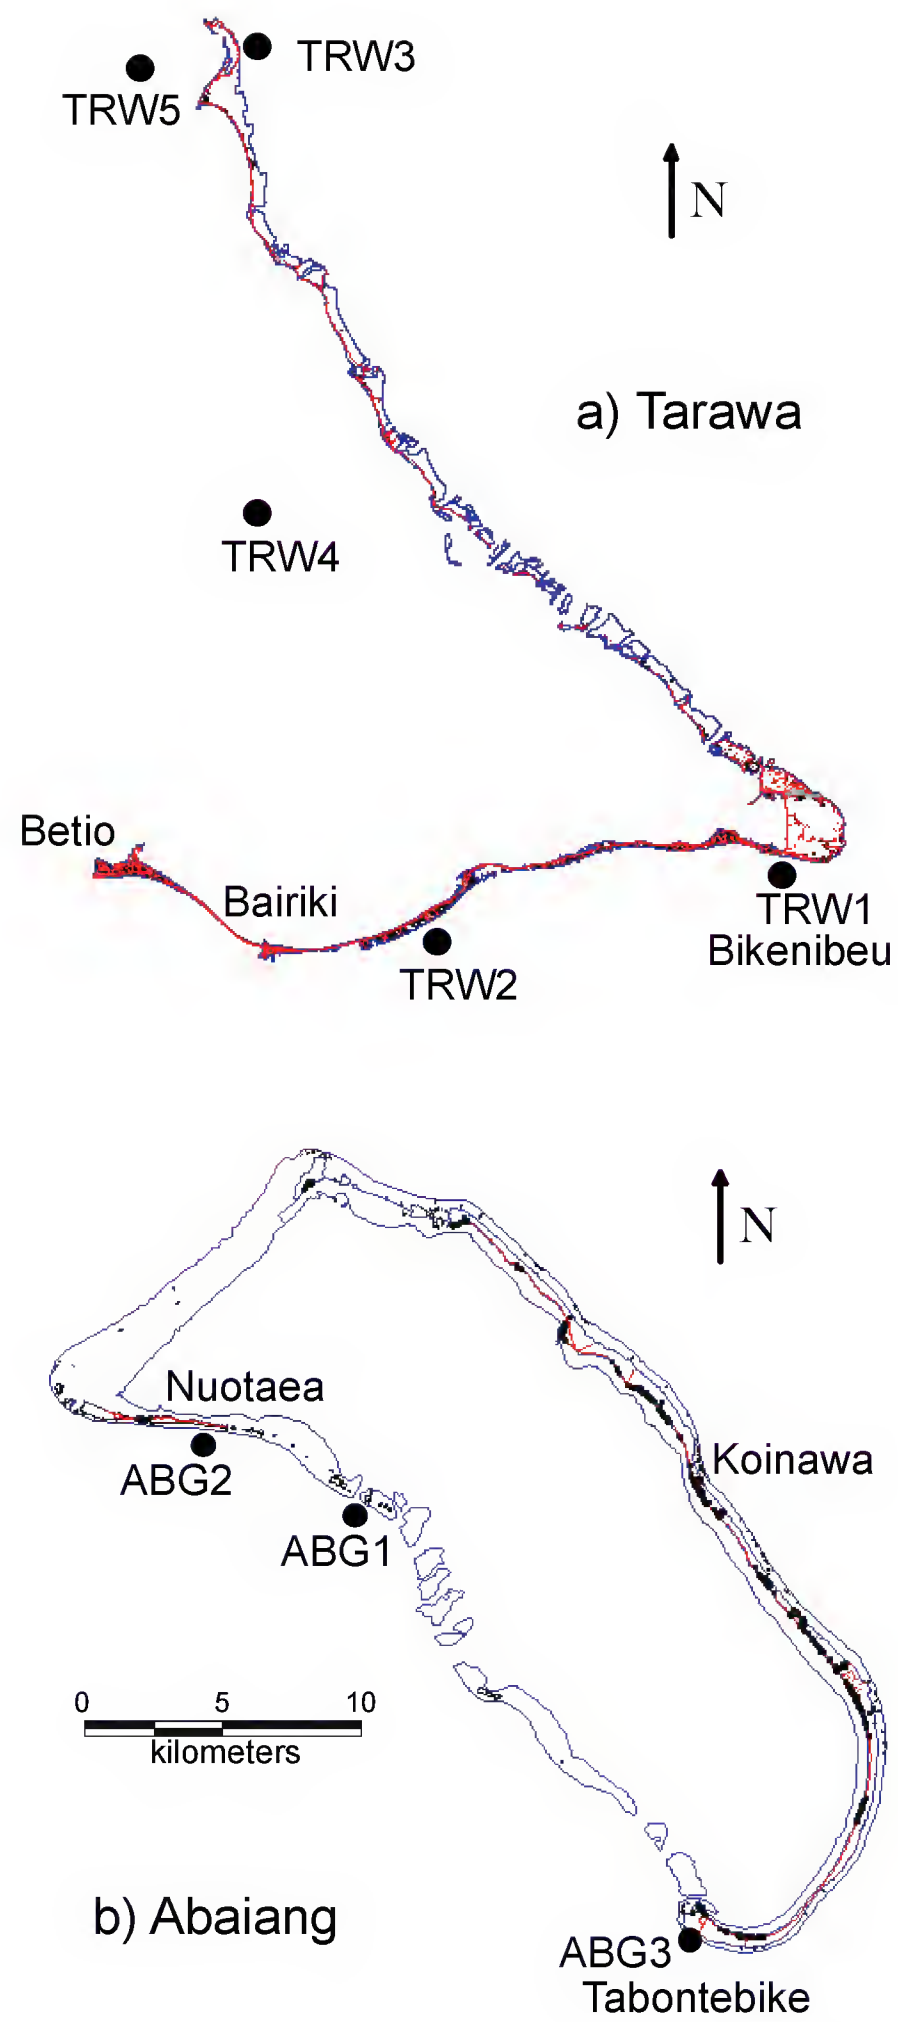 TRW3
TRW5
N
a) Tarawa
TRW4
Betio
Bairiki
TRW1
Bikenibeu
TRW2
N
Nuotaea
Koinawa
ABG2
ABG1
0 5 10
kilometers
b) Abaiang
ABG3
Tabontebike